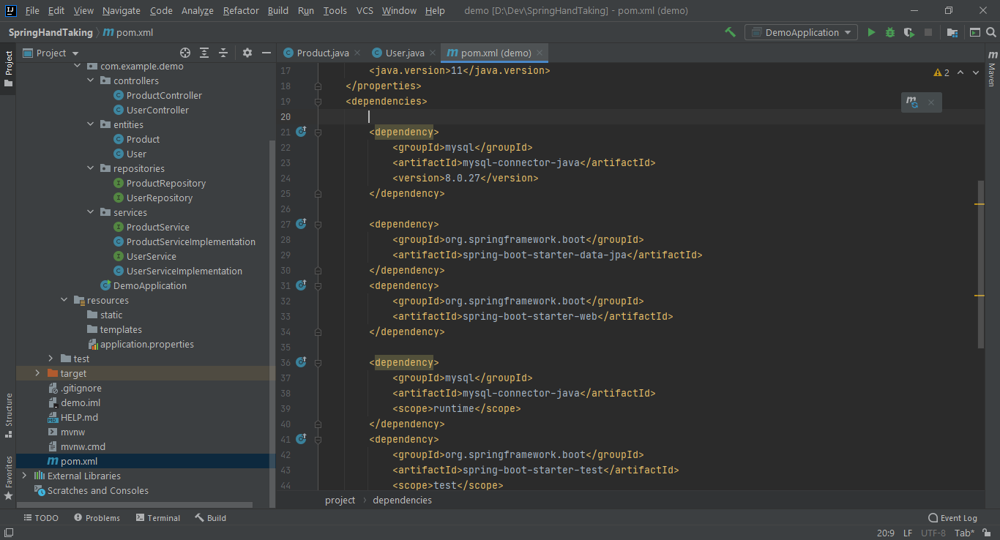 IJ File Edit View Navigate Code Analyze Refactor Build Run Tools VCS Window Help demo [D:\Dev\SpringHandTaking] - pom.xml (demo)
SpringHandTaking m pom.xml DemoApplication
Project
Product.java User.java m pom.xml (demo)
com.example.demo
controllers
ProductController
UserController
entities
Product
User
repositories
ProductRepository
UserRepository
services
ProductService
ProductServiceImplementation
UserService
UserServiceImplementation
DemoApplication
resources
static
templates
application.properties
test
target
.gitignore
demo.iml
HELP.md
mvnw
mvnw.cmd
m pom.xml
External Libraries
Scratches and Consoles
17 <java.version>11</java.version>
18 </properties>
19 <dependencies>
20
21 <dependency>
22 <groupId>mysql</groupId>
23 <artifactId>mysql-connector-java</artifactId>
24 <version>8.0.27</version>
25 </dependency>
26
27 <dependency>
28 <groupId>org.springframework.boot</groupId>
29 <artifactId>spring-boot-starter-data-jpa</artifactId>
30 </dependency>
31 <dependency>
32 <groupId>org.springframework.boot</groupId>
33 <artifactId>spring-boot-starter-web</artifactId>
34 </dependency>
35
36 <dependency>
37 <groupId>mysql</groupId>
38 <artifactId>mysql-connector-java</artifactId>
39 <scope>runtime</scope>
40 </dependency>
41 <dependency>
42 <groupId>org.springframework.boot</groupId>
43 <artifactId>spring-boot-starter-test</artifactId>
44 <scope>test</scope>
2
m
Project
Structure
Favorites
m Maven
project dependencies
TODO Problems Terminal Build Event Log
20:9 LF UTF-8 Tab*